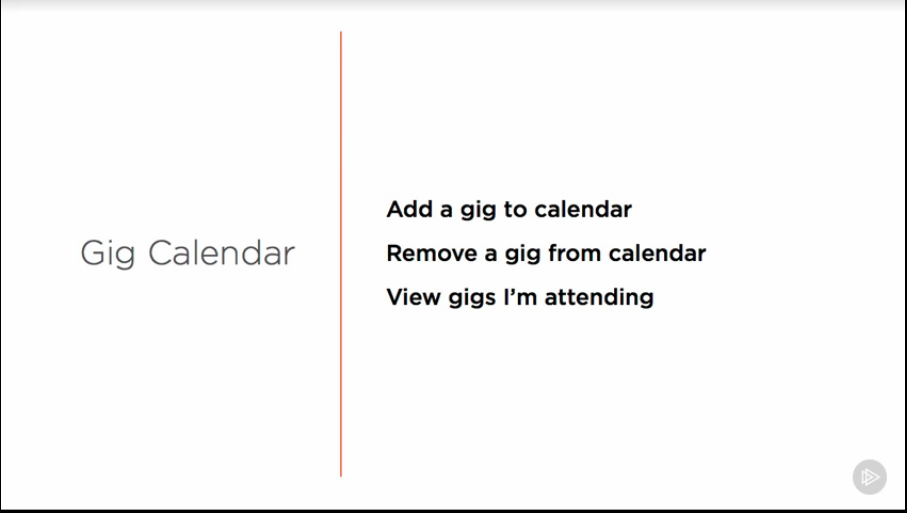 Gig Calendar
Add a gig to calendar
Remove a gig from calendar
View gigs I'm attending